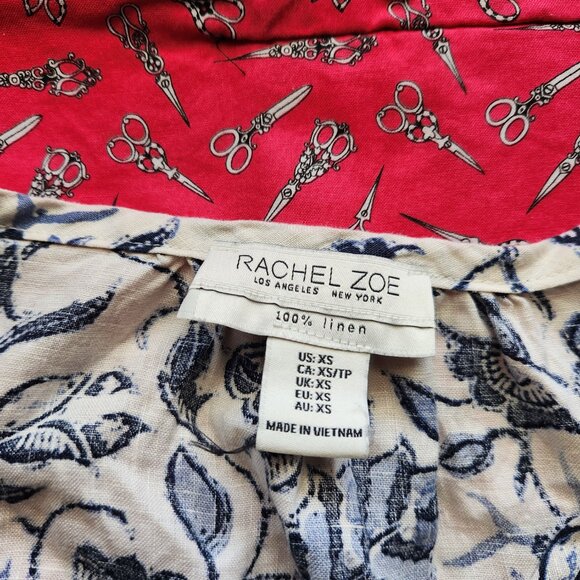 RACHEL ZOE
LOS ANGELES NEW YORK
100% linen
US: XS
CA: XS/TP
UK: XS
EU: XS
AU: XS
MADE IN VIETNAM